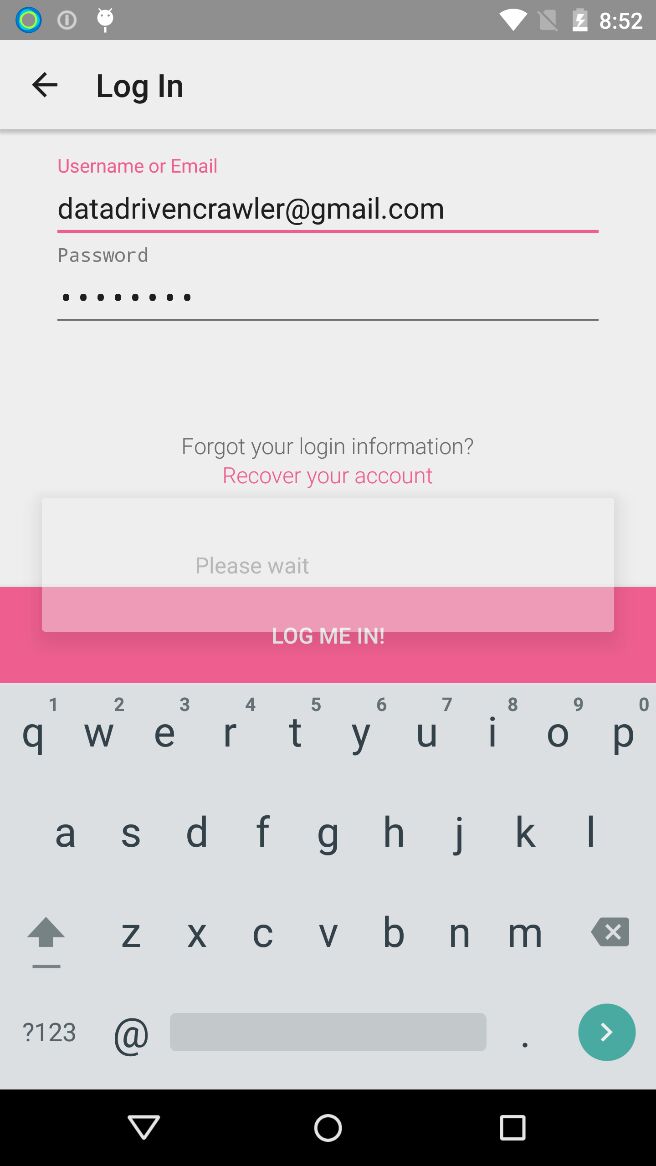 8:52
Log In
Username or Email
datadrivencrawler@gmail.com
Password
••••••••
Forgot your login information?
Recover your account
Please wait
LOG ME IN!
1 2 3 4 5 6 7 8 9 0
q w e r t y u i o p
a s d f g h j k l
z x c v b n m
?123 @ .